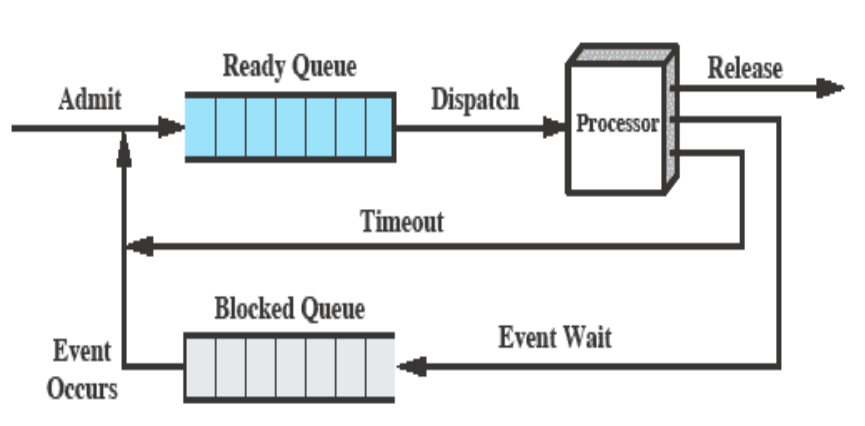 Ready Queue
Admit
Dispatch
Release
Processor
Timeout
Blocked Queue
Event Wait
Event
Occurs